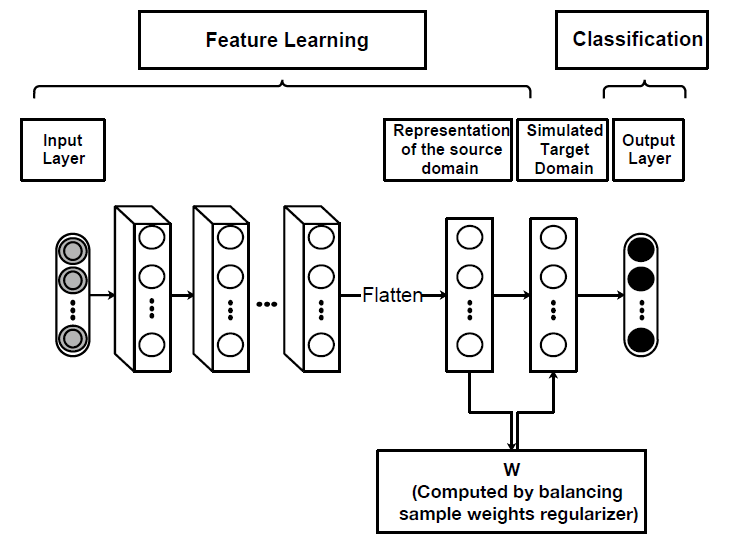 Feature Learning
Classification
Input
Layer
Representation
of the source
domain
Simulated
Target
Domain
Output
Layer
Flatten
W
(Computed by balancing
sample weights regularizer)